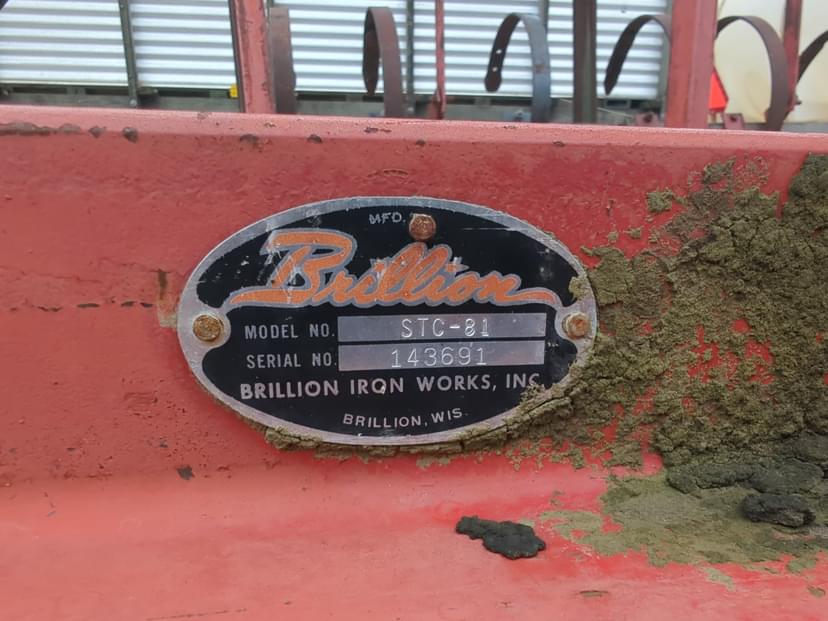 MFD.
Brillion
MODEL NO. STC-81
SERIAL NO. 143691
BRILLION IRON WORKS, INC.
BRILLION, WIS.